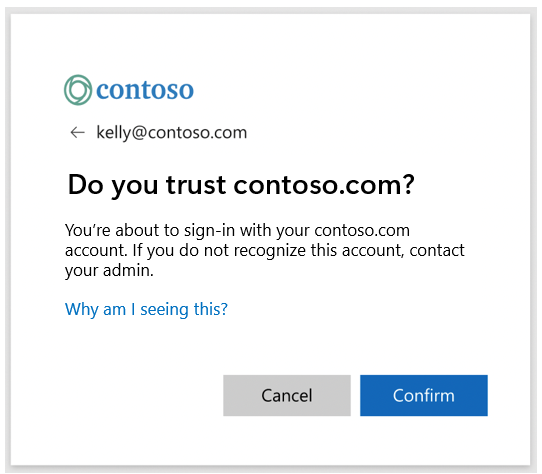 contoso
← kelly@contoso.com
Do you trust contoso.com?
You're about to sign-in with your contoso.com
account. If you do not recognize this account, contact
your admin.
Why am I seeing this?
Cancel
Confirm